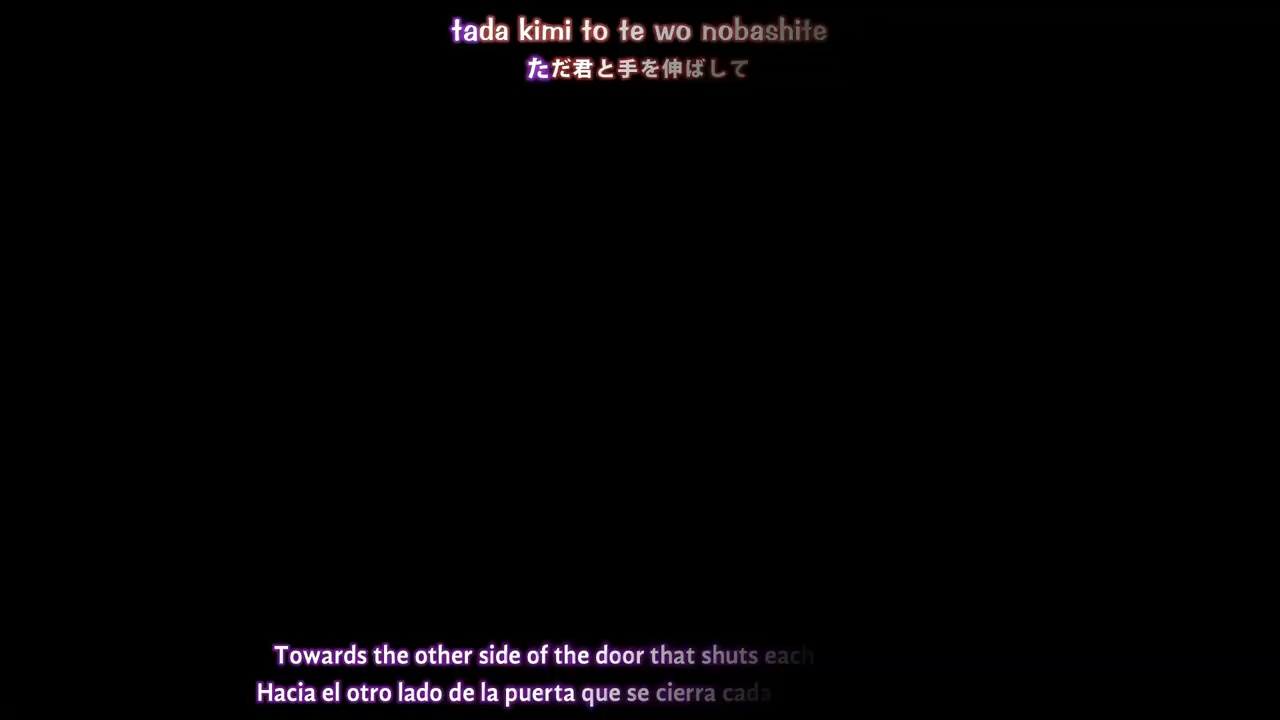 tada kimi to te wo nobashite
ただ君と手を伸ばして
Towards the other side of the door that shuts each
Hacia el otro lado de la puerta que se cierra cada